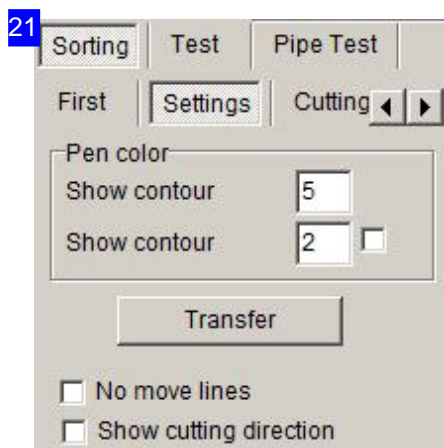 21
Sorting Test Pipe Test
First Settings Cutting
Pen color
Show contour 5
Show contour 2
Transfer
No move lines
Show cutting direction